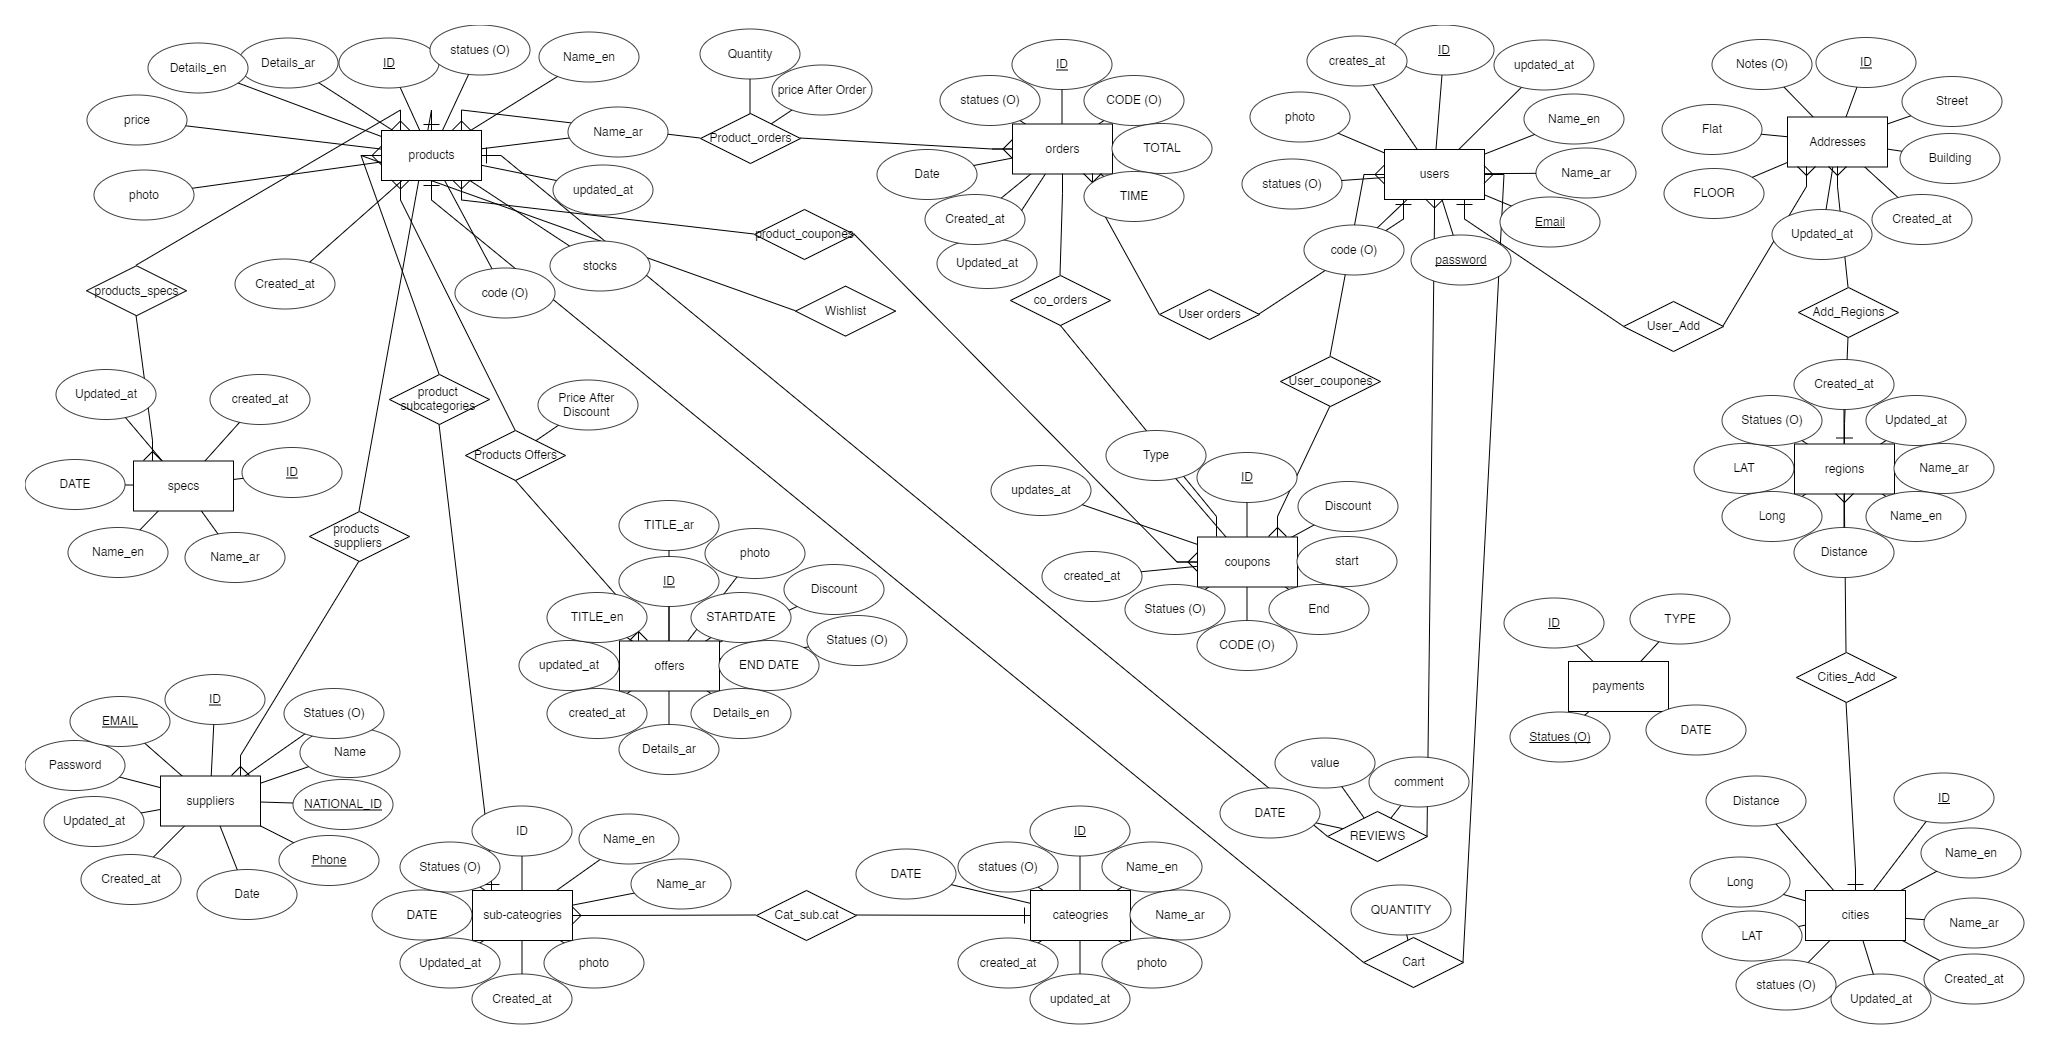 Details_en
Details_ar
ID
statues (O)
Name_en
price
Name_ar
products
photo
updated_at
Created_at
code (O)
stocks
Quantity
price After Order
Product_orders
product_coupones
Wishlist
ID
statues (O)
CODE (O)
orders
TOTAL
Date
TIME
Created_at
Updated_at
co_orders
User orders
creates_at
ID
updated_at
photo
Name_en
users
Name_ar
statues (O)
Email
code (O)
password
User_coupones
User_Add
Notes (O)
ID
Street
Flat
Addresses
Building
FLOOR
Created_at
Updated_at
Add_Regions
Created_at
Statues (O)
Updated_at
LAT
regions
Name_ar
Long
Name_en
Distance
Cities_Add
products_specs
Updated_at
created_at
DATE
specs
ID
Name_en
Name_ar
product
subcategories
Price After
Discount
Products Offers
products
suppliers
TITLE_ar
ID
photo
Discount
TITLE_en
STARTDATE
Statues (O)
updated_at
offers
END DATE
created_at
Details_en
Details_ar
Type
ID
updates_at
Discount
created_at
coupons
start
Statues (O)
End
CODE (O)
ID
TYPE
payments
Statues (O)
DATE
EMAIL
ID
Statues (O)
Password
Name
suppliers
NATIONAL_ID
Updated_at
Created_at
Date
Phone
ID
Name_en
Statues (O)
Name_ar
DATE
sub-cateogries
Updated_at
photo
Created_at
Cat_sub.cat
ID
DATE
statues (O)
Name_en
cateogries
Name_ar
created_at
photo
updated_at
value
comment
DATE
REVIEWS
QUANTITY
Cart
Distance
ID
Name_en
Long
cities
Name_ar
LAT
statues (O)
Updated_at
Created_at